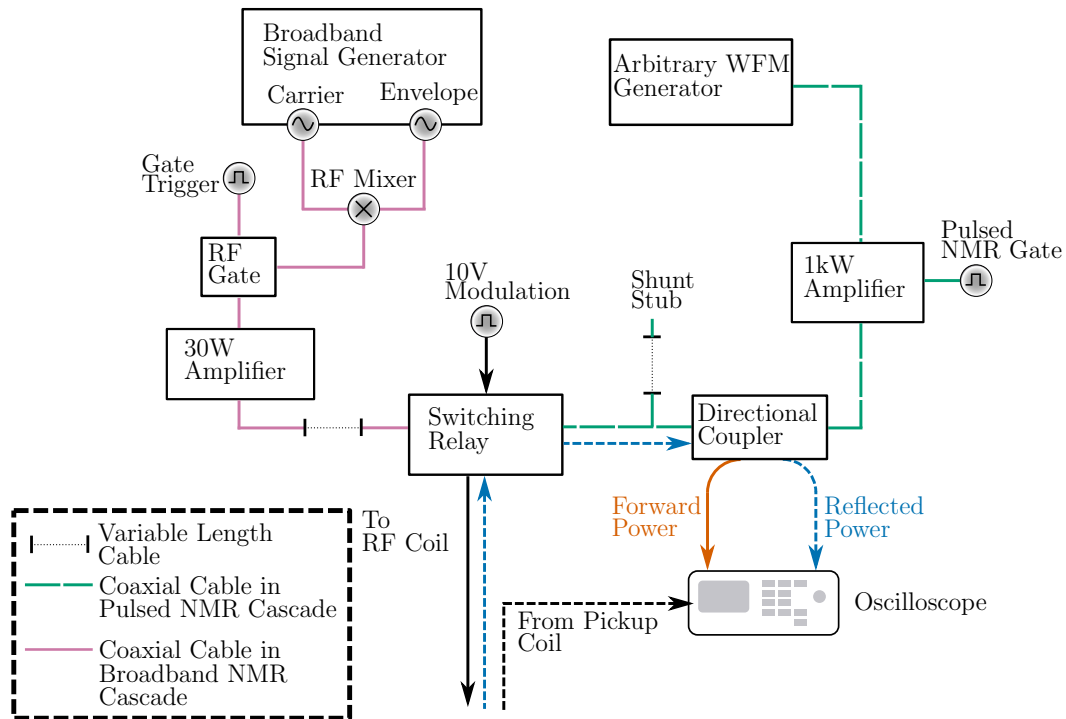 Broadband
Signal Generator
Carrier
Envelope
Arbitrary WFM
Generator
Gate
Trigger
RF Mixer
RF
Gate
10V
Modulation
Shunt
Stub
1kW
Amplifier
Pulsed
NMR Gate
30W
Amplifier
Switching
Relay
Directional
Coupler
Forward
Power
Reflected
Power
To
RF Coil
From Pickup
Coil
Oscilloscope
Variable Length
Cable
Coaxial Cable in
Pulsed NMR Cascade
Coaxial Cable in
Broadband NMR
Cascade